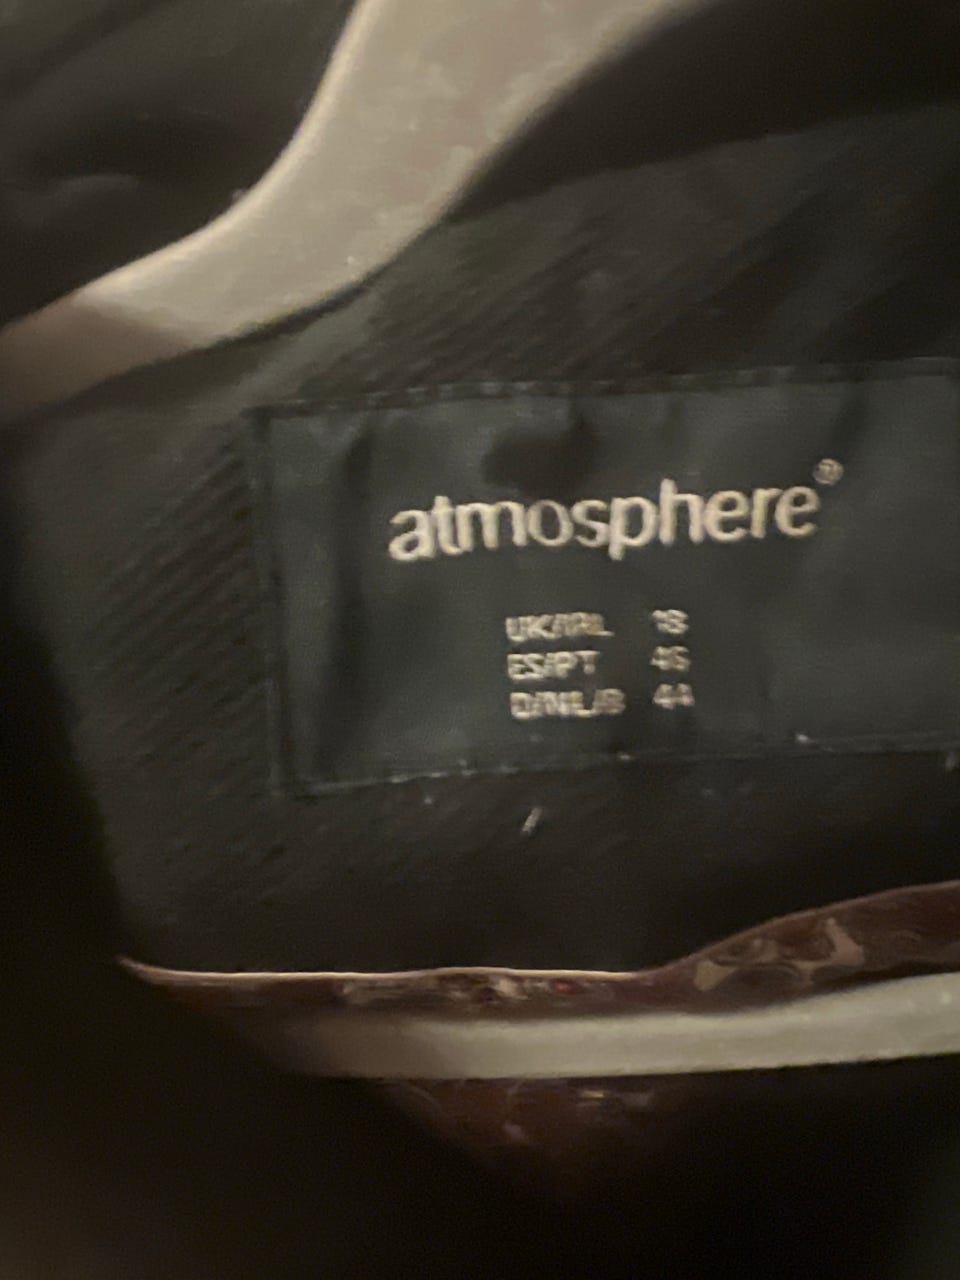 atmosphere®
UK/IRL 18
ES/PT 46
D/NL/B 44